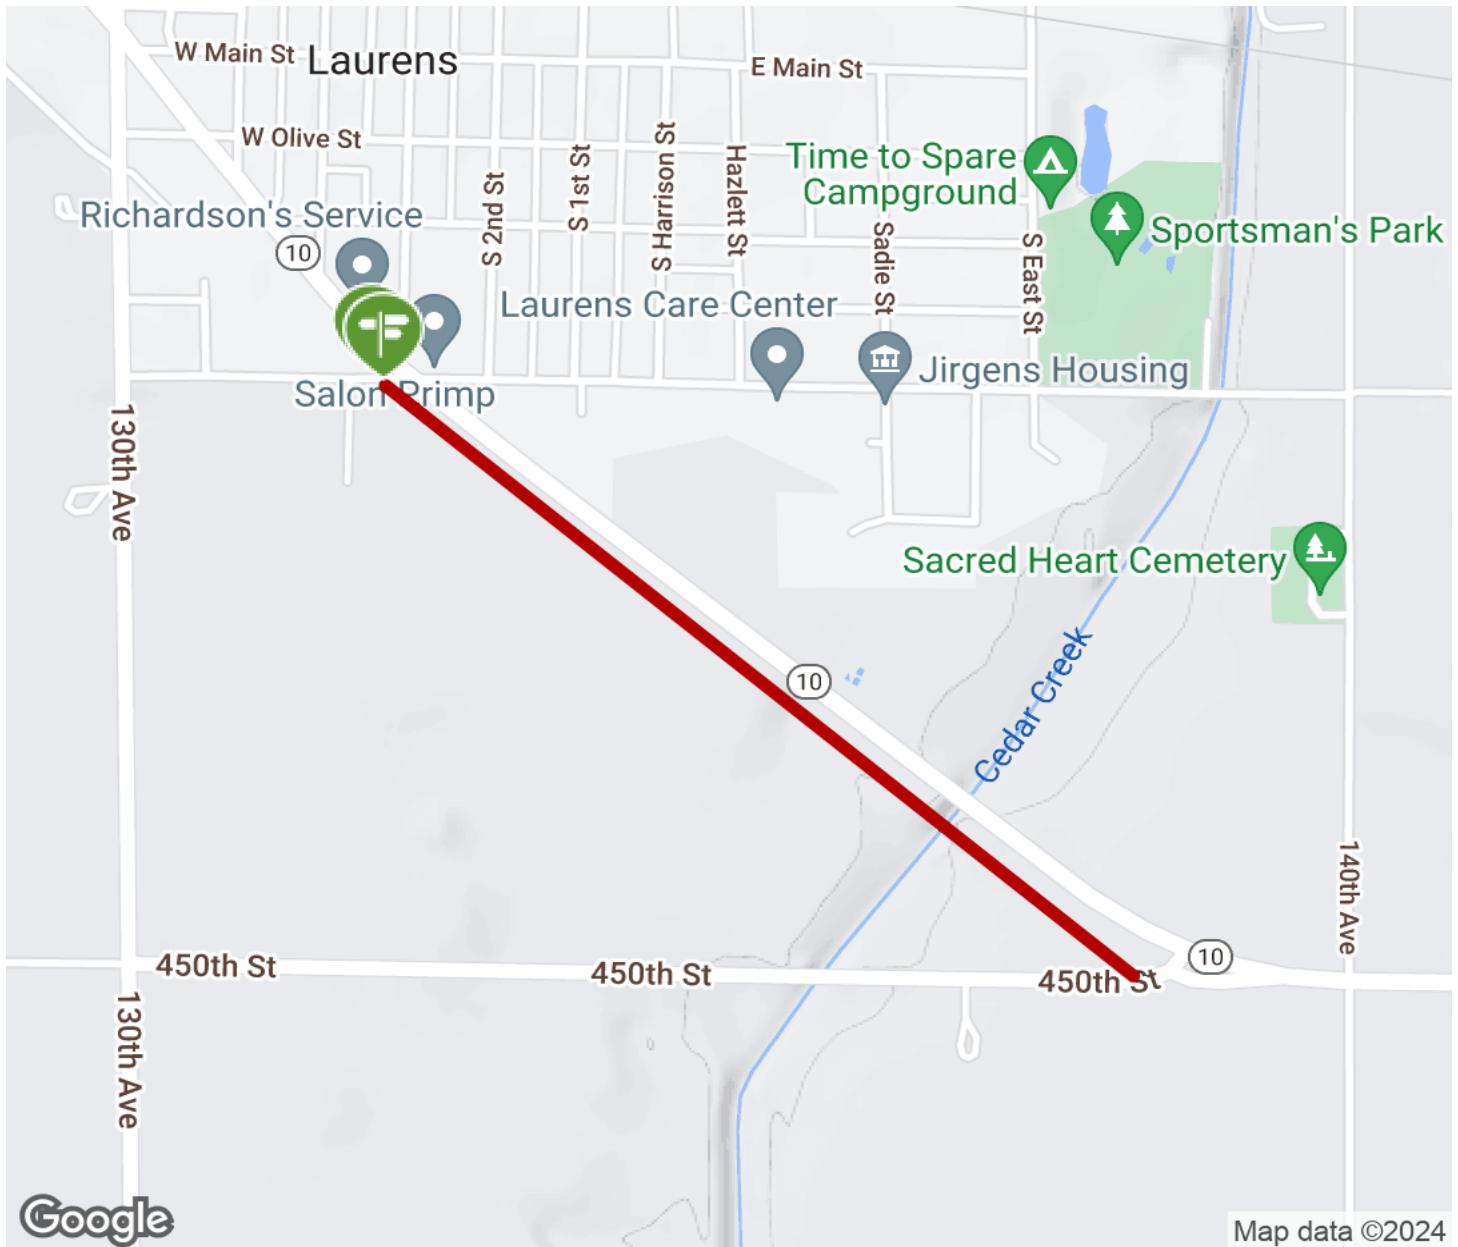 W Main St
Laurens
E Main St
W Olive St
S 2nd St
S 1st St
S Harrison St
Hazlett St
Time to Spare
Campground
Richardson's Service
10
Sadie St
S East St
Sportsman's Park
Laurens Care Center
Jirgens Housing
Salon Primp
130th Ave
Sacred Heart Cemetery
10
Cedar Creek
140th Ave
450th St
450th St
450th St
10
130th Ave
Google
Map data ©2024